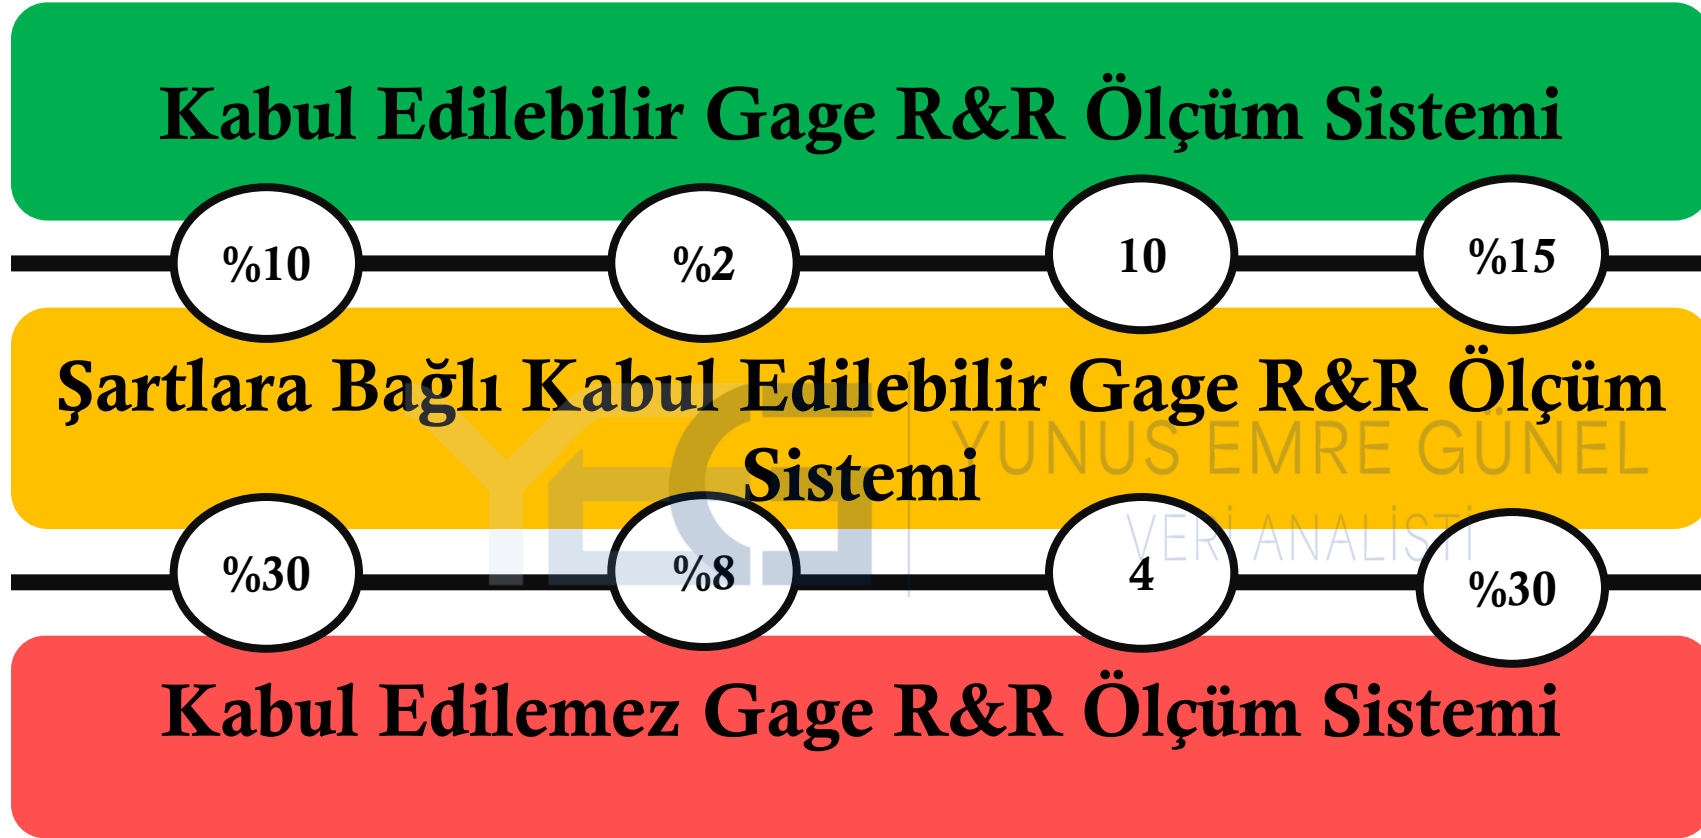 Kabul Edilebilir Gage R&R Ölçüm Sistemi
%10
%2
10
%15
Şartlara Bağlı Kabul Edilebilir Gage R&R Ölçüm
Sistemi
YEG
YUNUS EMRE GÜNEL
VERİ ANALİSTİ
%30
%8
4
%30
Kabul Edilemez Gage R&R Ölçüm Sistemi